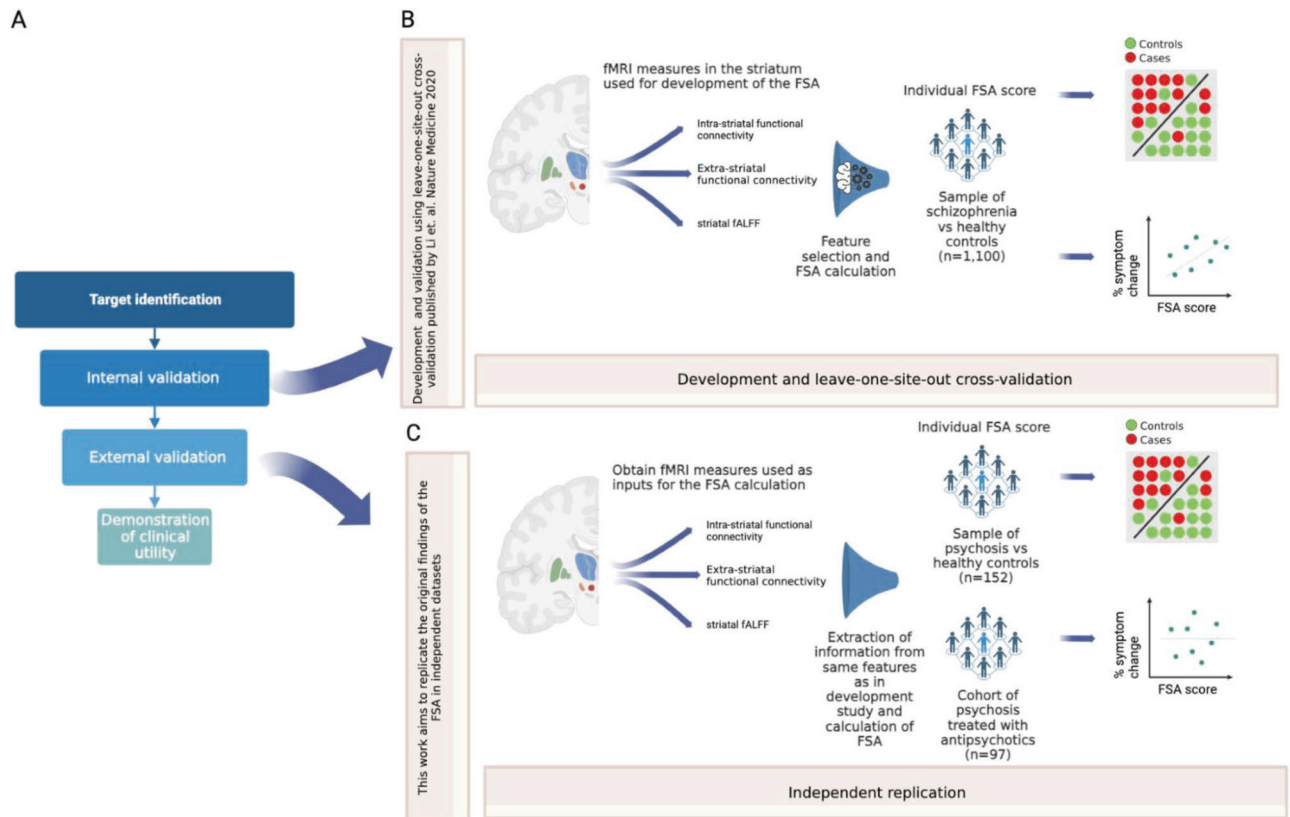 A
Target identification
Internal validation
External validation
Demonstration
of clinical
utility
B
Development and validation using leave-one-site-out cross-
validation published by Li et. al. Nature Medicine 2020
fMRI measures in the striatum
used for development of the FSA
Intra-striatal functional
connectivity
Extra-striatal
functional connectivity
striatal fALFF
Feature
selection and
FSA calculation
Individual FSA score
Sample of
schizophrenia
vs healthy
controls
(n=1,100)
Controls
Cases
% symptom
change
FSA score
Development and leave-one-site-out cross-validation
C
This work aims to replicate the original findings of the
FSA in independent datasets
Obtain fMRI measures used as
inputs for the FSA calculation
Intra-striatal functional
connectivity
Extra-striatal
functional connectivity
striatal fALFF
Extraction of
information from
same features
as in
development
study and
calculation of
FSA
Individual FSA score
Sample of
psychosis vs
healthy controls
(n=152)
Cohort of
psychosis
treated with
antipsychotics
(n=97)
Controls
Cases
% symptom
change
FSA score
Independent replication